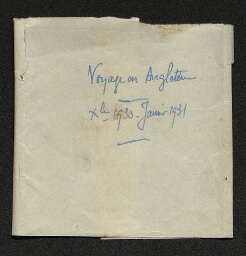 Voyage en Angleterre
Xbre 1930 - Janvier 1931